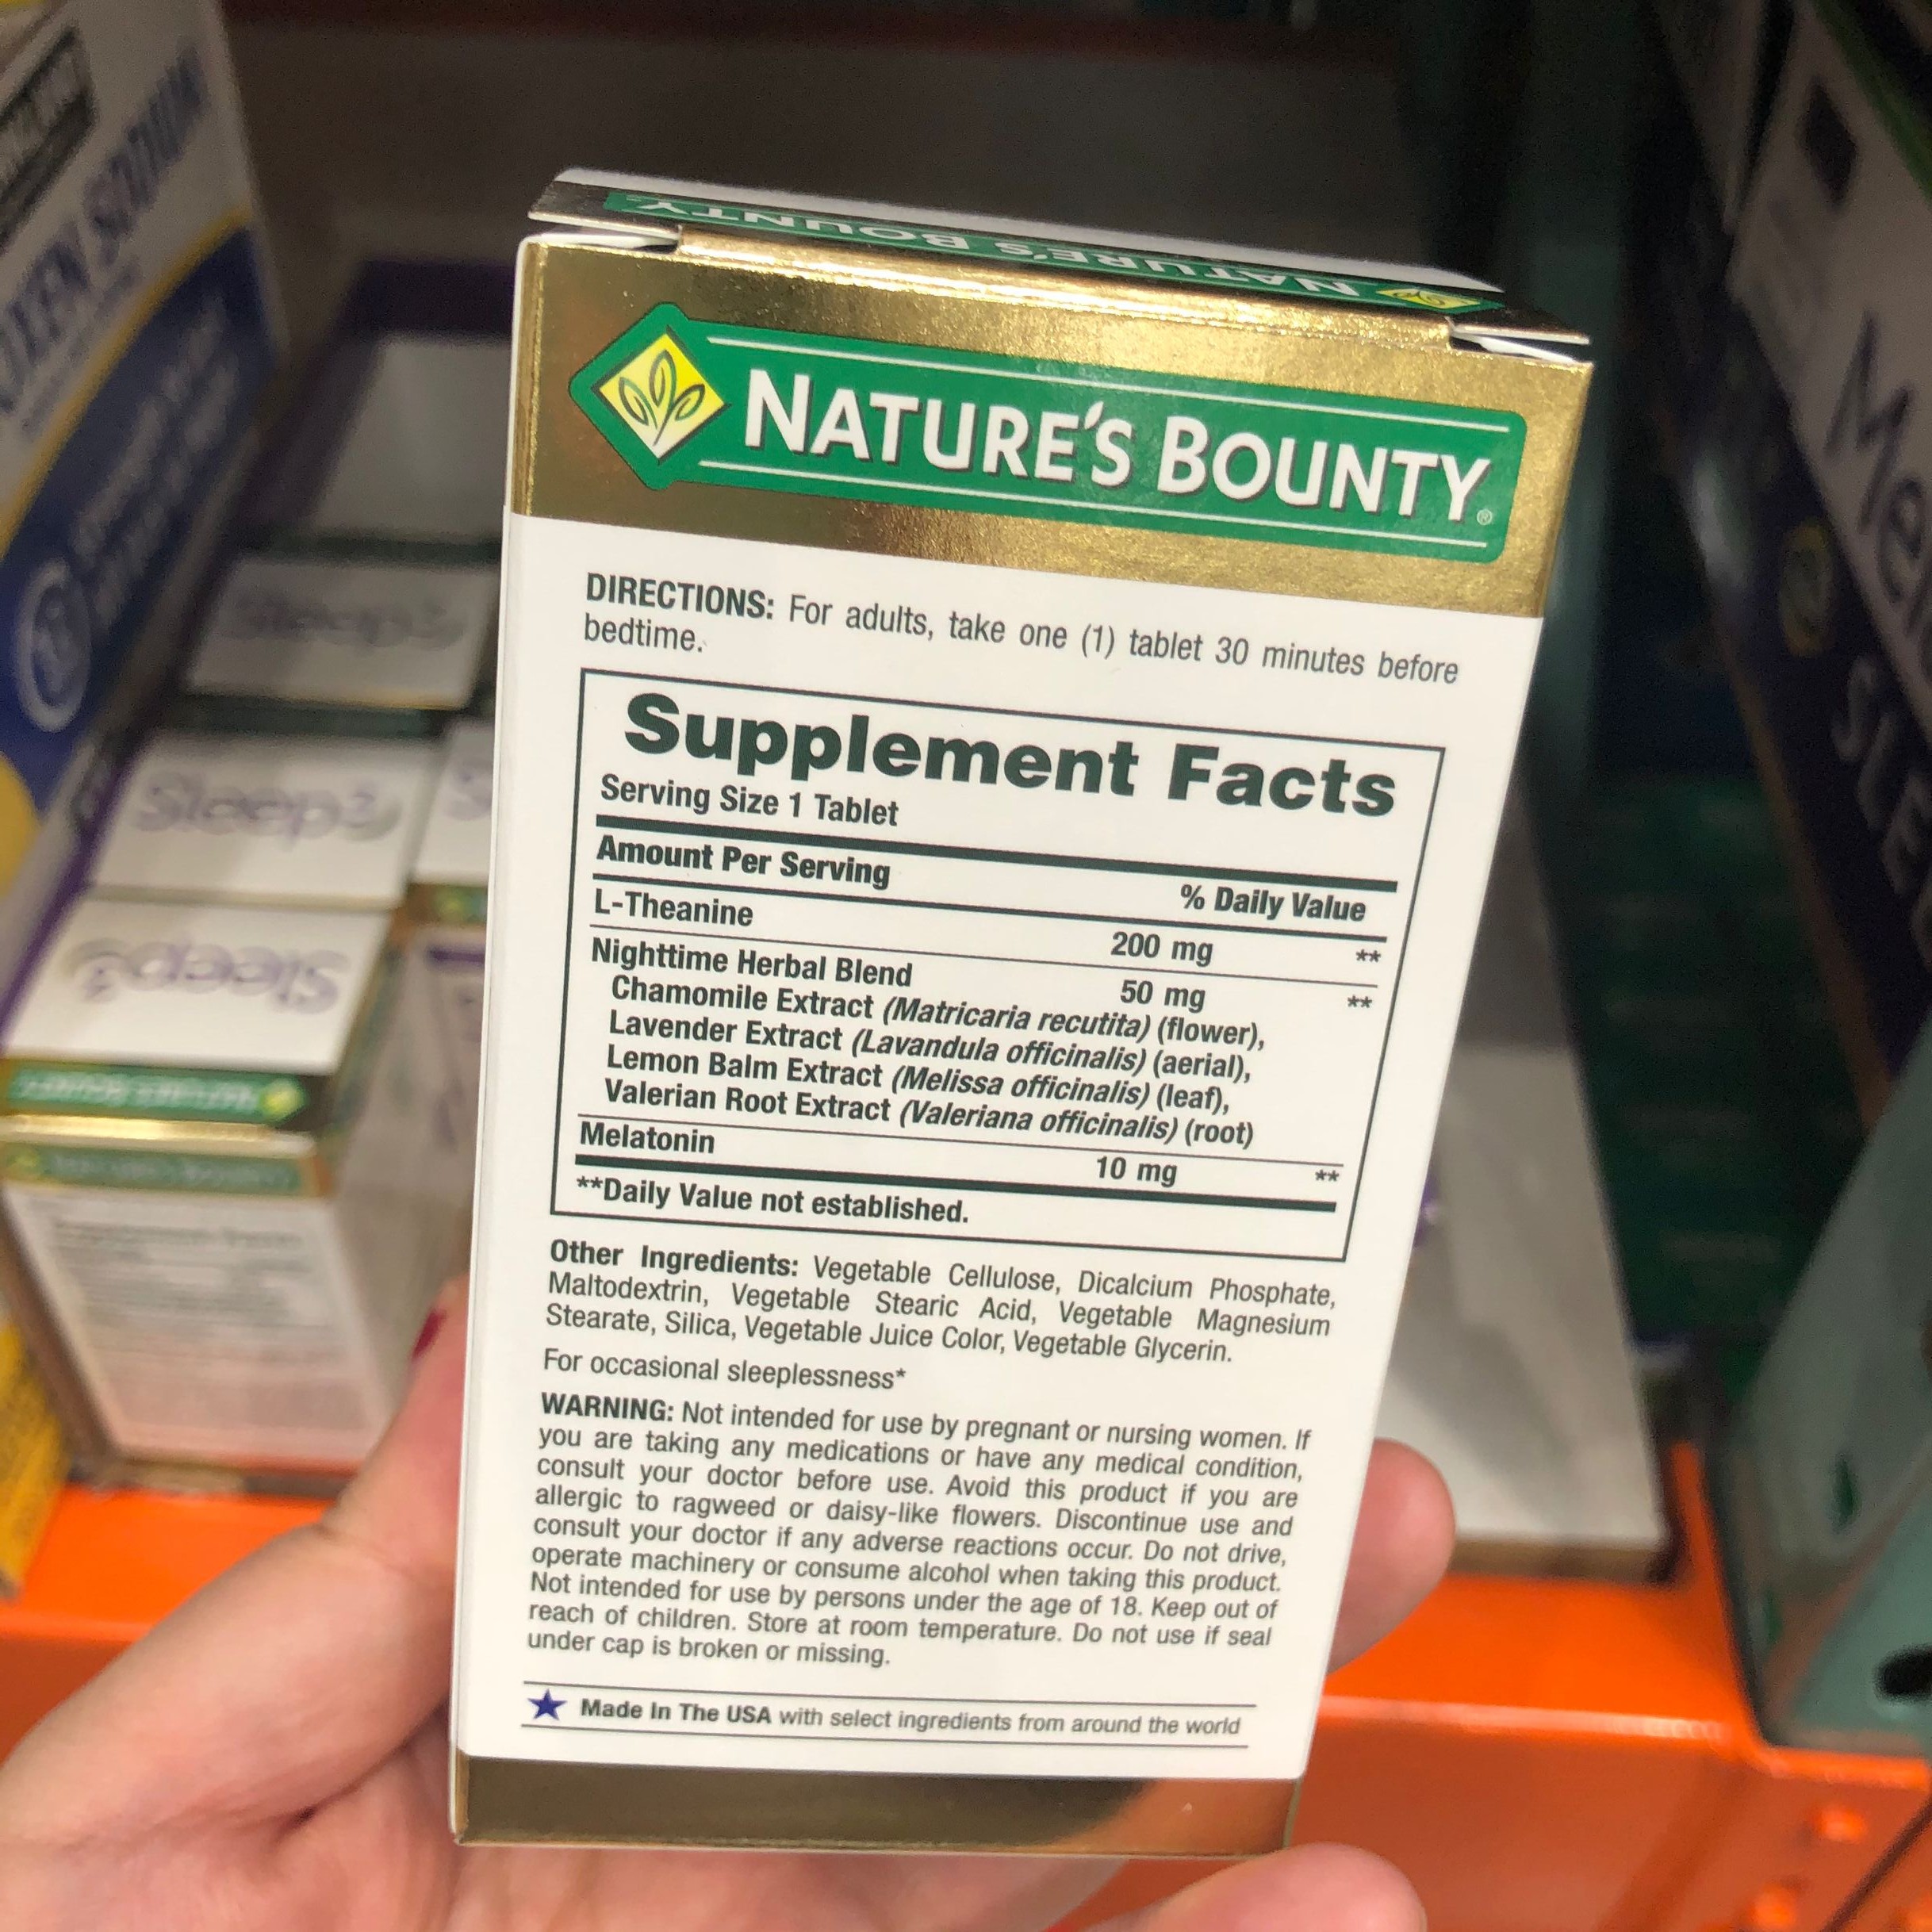 NATURE'S BOUNTY
NATURE'S BOUNTY®
DIRECTIONS: For adults, take one (1) tablet 30 minutes before
bedtime.
Supplement Facts
Serving Size 1 Tablet
Amount Per Serving % Daily Value
L-Theanine 200 mg **
Nighttime Herbal Blend 50 mg **
Chamomile Extract (Matricaria recutita) (flower),
Lavender Extract (Lavandula officinalis) (aerial),
Lemon Balm Extract (Melissa officinalis) (leaf),
Valerian Root Extract (Valeriana officinalis) (root)
Melatonin 10 mg **
**Daily Value not established.
Other Ingredients: Vegetable Cellulose, Dicalcium Phosphate,
Maltodextrin, Vegetable Stearic Acid, Vegetable Magnesium
Stearate, Silica, Vegetable Juice Color, Vegetable Glycerin.
For occasional sleeplessness*
WARNING: Not intended for use by pregnant or nursing women. If
you are taking any medications or have any medical condition,
consult your doctor before use. Avoid this product if you are
allergic to ragweed or daisy-like flowers. Discontinue use and
consult your doctor if any adverse reactions occur. Do not drive,
operate machinery or consume alcohol when taking this product.
Not intended for use by persons under the age of 18. Keep out of
reach of children. Store at room temperature. Do not use if seal
under cap is broken or missing.
Made In The USA with select ingredients from around the world
Sleep3
Sleep3
Sleep3
NATURE'S BOUNTY
NATURE'S BOUNTY